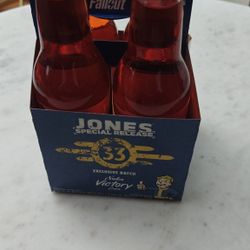 Fallout
JONES
SPECIAL RELEASE
33
EXCLUSIVE BATCH
Nuka
Victory